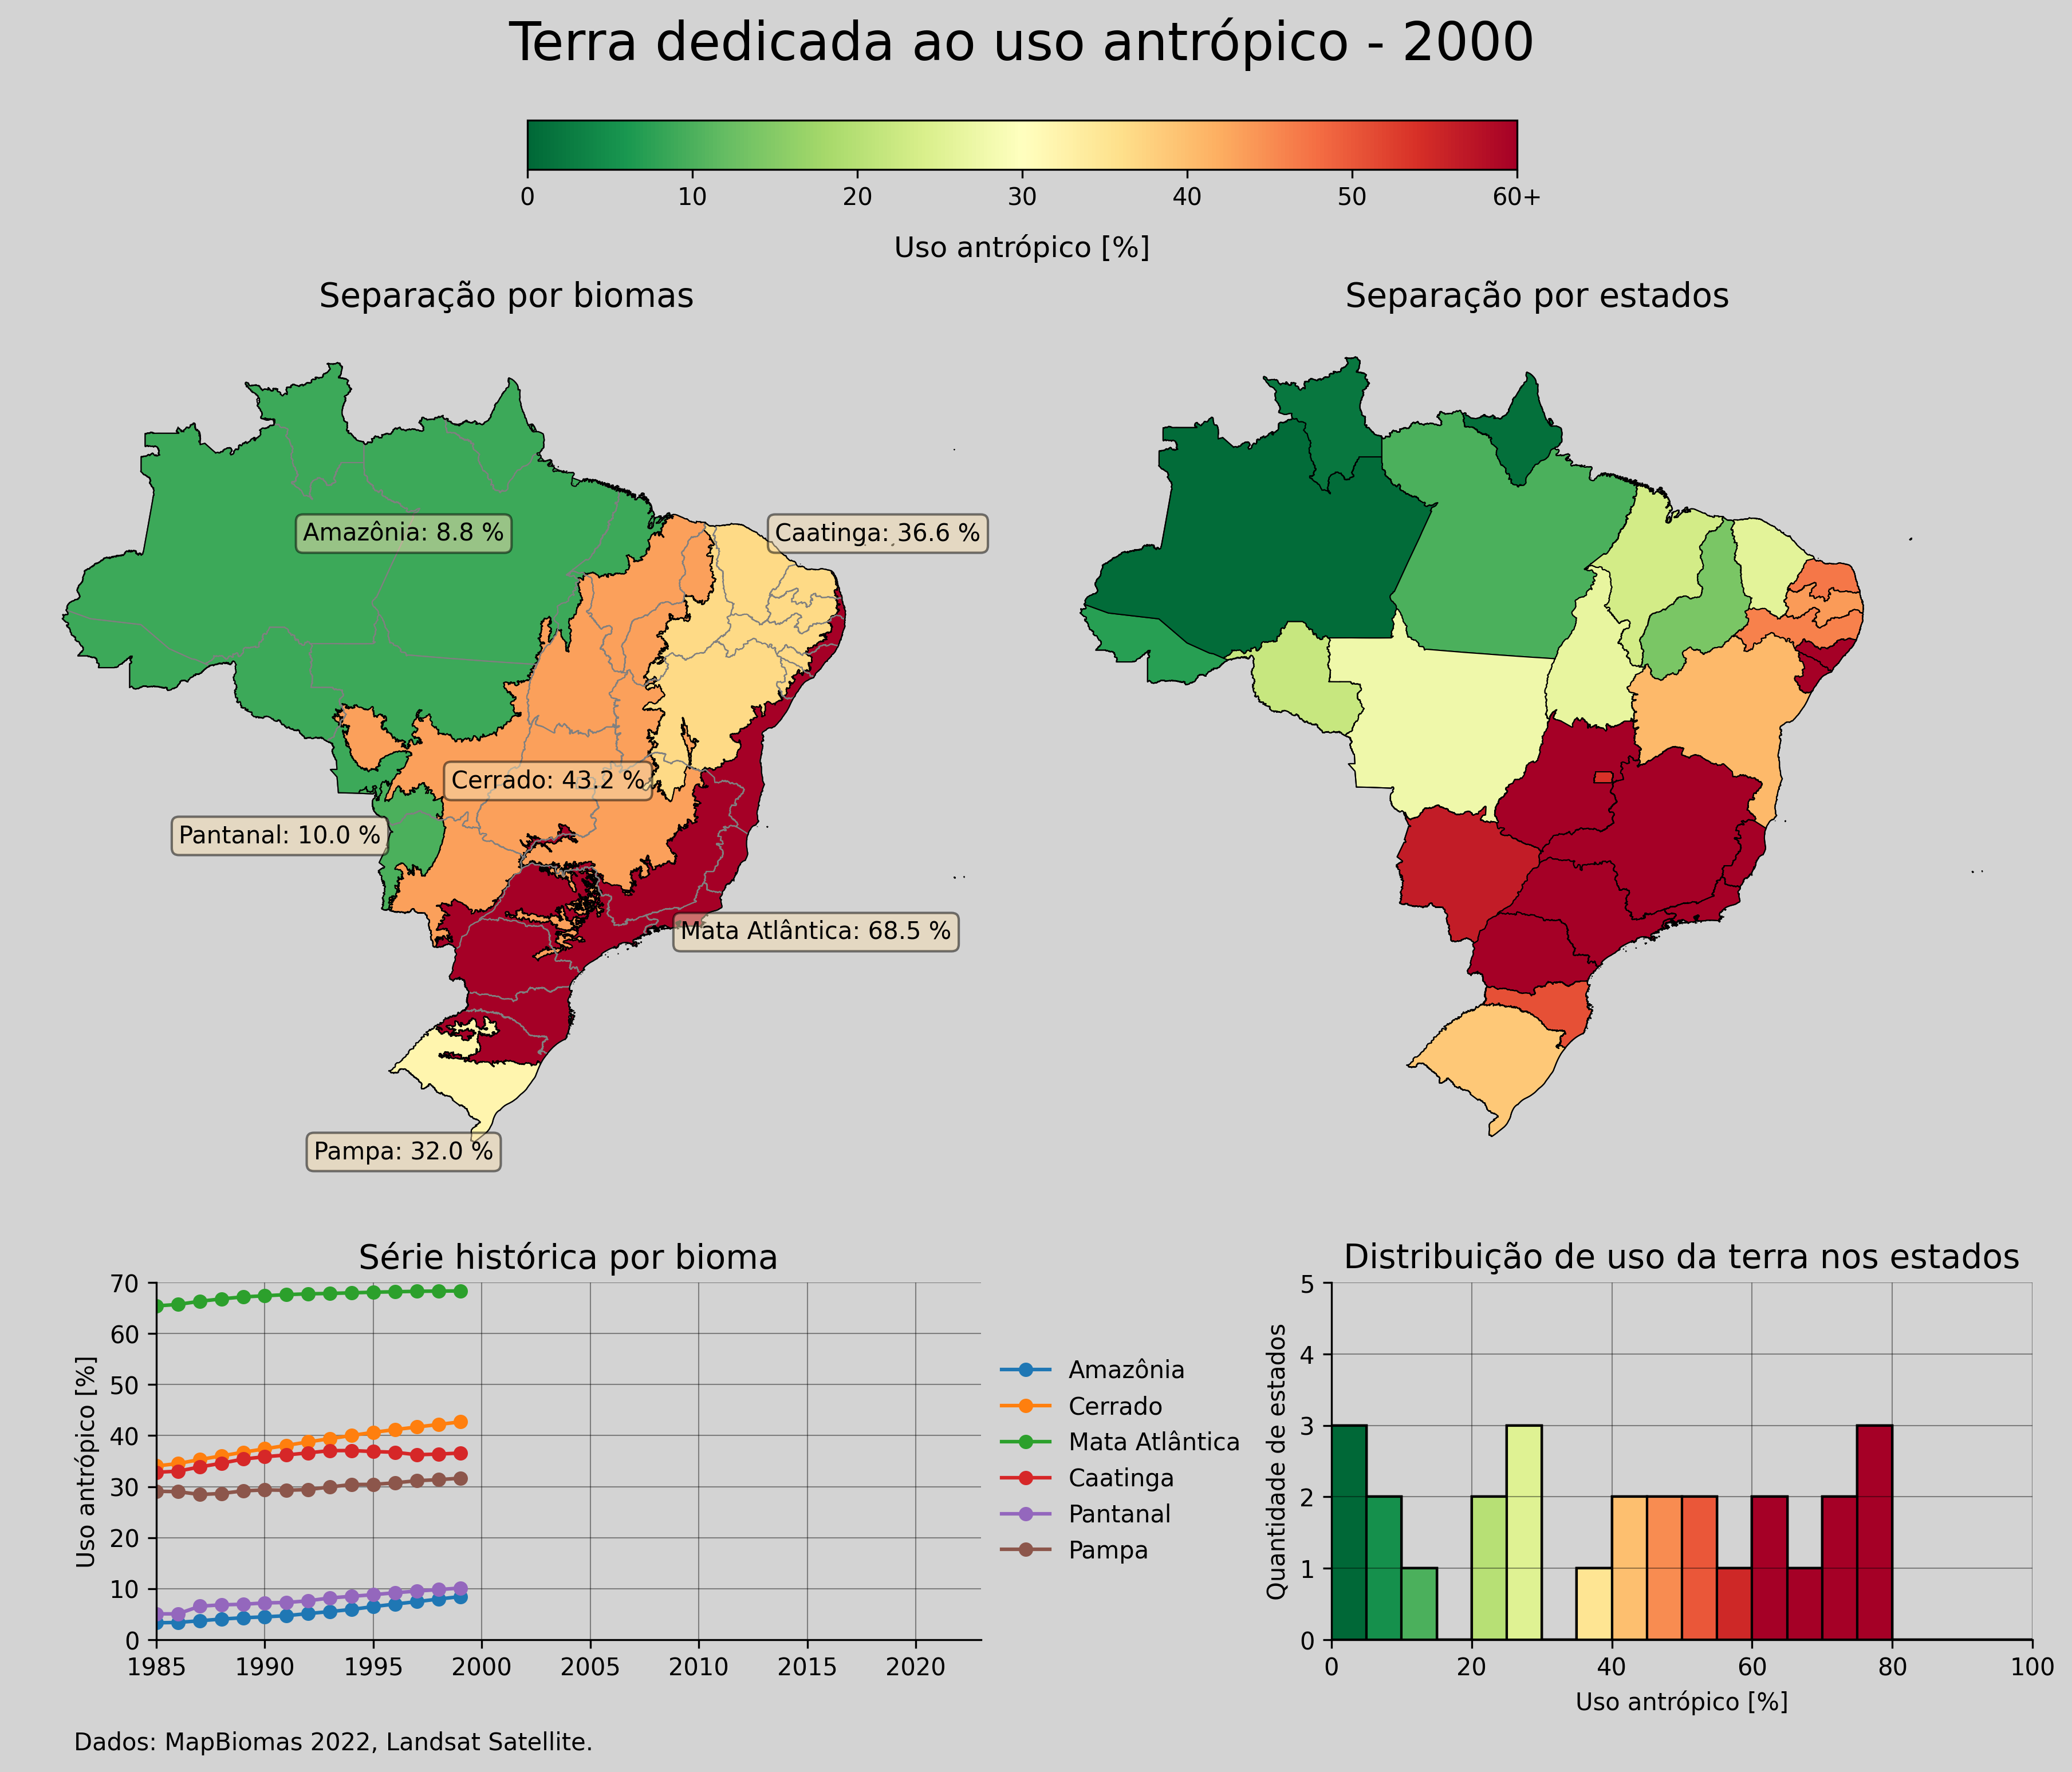 Terra dedicada ao uso antrópico - 2000
0 10 20 30 40 50 60+
Uso antrópico [%]
Separação por biomas
Separação por estados
Amazônia: 8.8 %
Caatinga: 36.6 %
Cerrado: 43.2 %
Pantanal: 10.0 %
Mata Atlântica: 68.5 %
Pampa: 32.0 %
Série histórica por bioma
70
60
50
40
30
20
10
0
Uso antrópico [%]
1985 1990 1995 2000 2005 2010 2015 2020
Amazônia
Cerrado
Mata Atlântica
Caatinga
Pantanal
Pampa
Distribuição de uso da terra nos estados
5
4
3
2
1
0
Quantidade de estados
0 20 40 60 80 100
Uso antrópico [%]
Dados: MapBiomas 2022, Landsat Satellite.